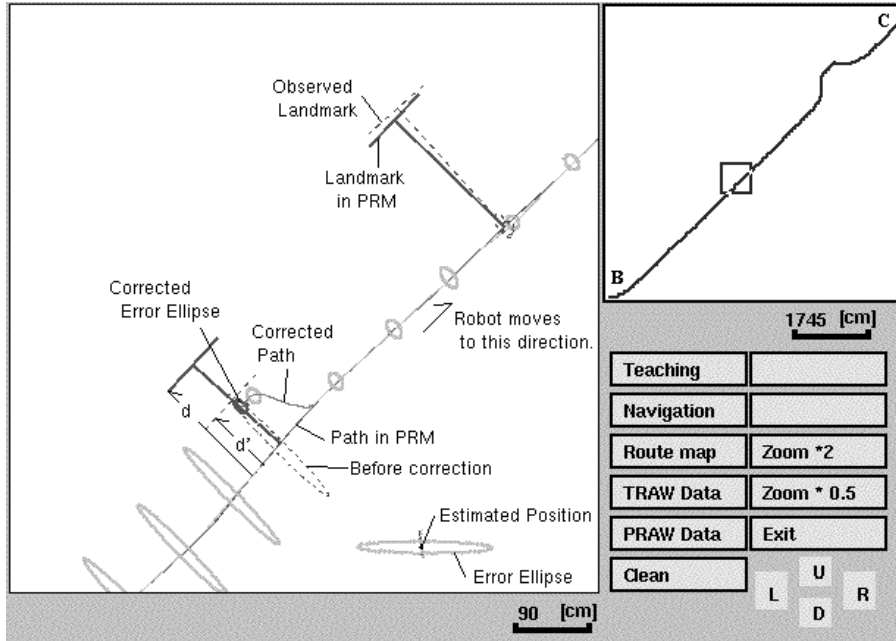 Observed
Landmark
Landmark
in PRM
Corrected
Error Ellipse
Corrected
Path
Robot moves
to this direction.
d
d'
Path in PRM
Before correction
Estimated Position
Error Ellipse
90 [cm]
C
B
1745 [cm]
Teaching
Navigation
Route map
Zoom *2
TRAW Data
Zoom * 0.5
PRAW Data
Exit
Clean
U
L
R
D